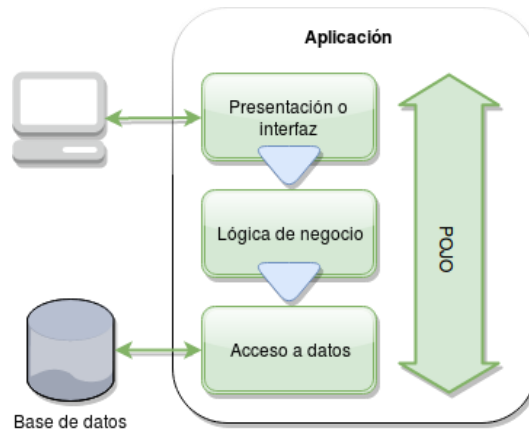 Aplicación
Presentación o
interfaz
Lógica de negocio
POJO
Acceso a datos
Base de datos